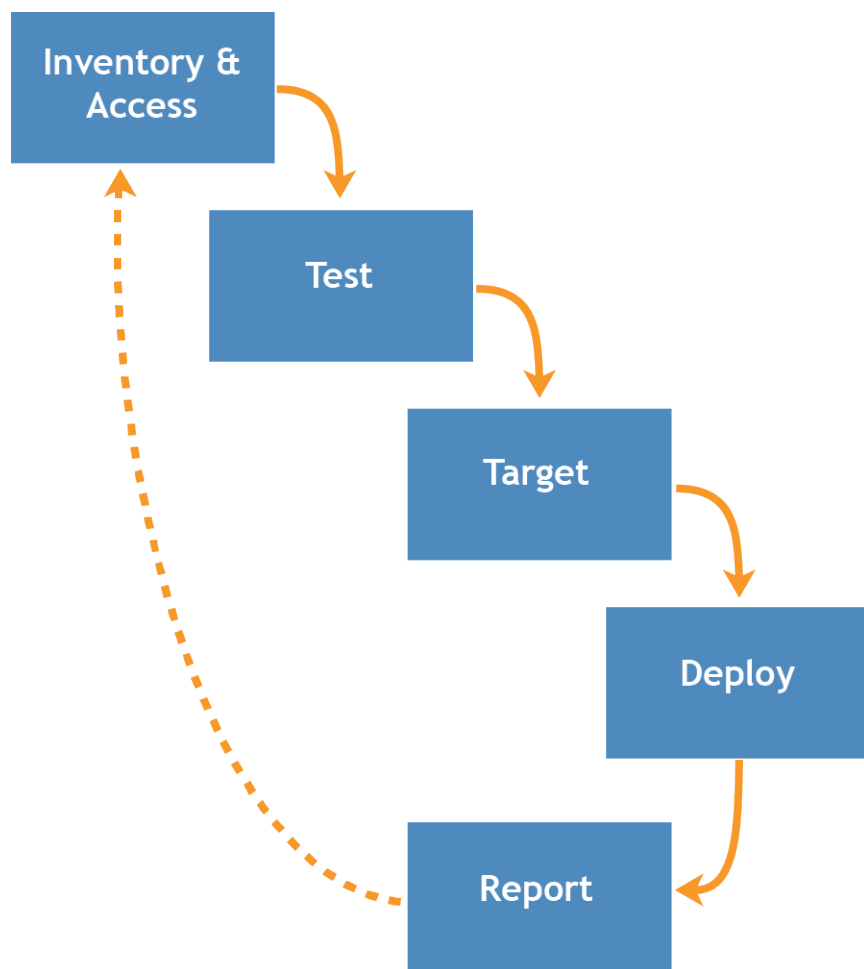 Inventory &
Access
Test
Target
Deploy
Report